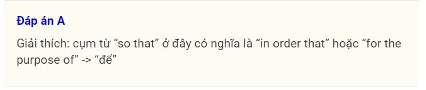 Đáp án A
Giải thích: cụm từ “so that” ở đây có nghĩa là “in order that” hoặc “for the
purpose of” -> “để”